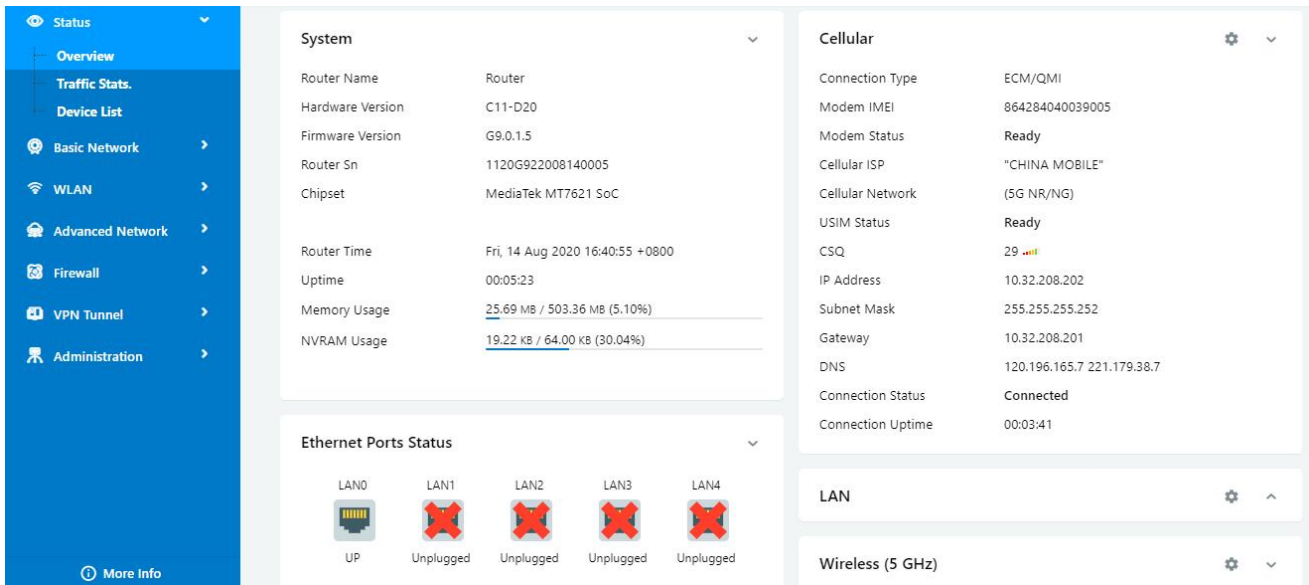 Status
Overview
Traffic Stats.
Device List
Basic Network
WLAN
Advanced Network
Firewall
VPN Tunnel
Administration
More Info
System
Router Name Router
Hardware Version C11-D20
Firmware Version G9.0.1.5
Router Sn 1120G922008140005
Chipset MediaTek MT7621 SoC
Router Time Fri, 14 Aug 2020 16:40:55 +0800
Uptime 00:05:23
Memory Usage 25.69 MB / 503.36 MB (5.10%)
NVRAM Usage 19.22 KB / 64.00 KB (30.04%)
Ethernet Ports Status
LAN0 LAN1 LAN2 LAN3 LAN4
UP Unplugged Unplugged Unplugged Unplugged
Cellular
Connection Type ECM/QMI
Modem IMEI 864284040039005
Modem Status Ready
Cellular ISP "CHINA MOBILE"
Cellular Network (5G NR/NG)
USIM Status Ready
CSQ 29
IP Address 10.32.208.202
Subnet Mask 255.255.255.252
Gateway 10.32.208.201
DNS 120.196.165.7 221.179.38.7
Connection Status Connected
Connection Uptime 00:03:41
LAN
Wireless (5 GHz)